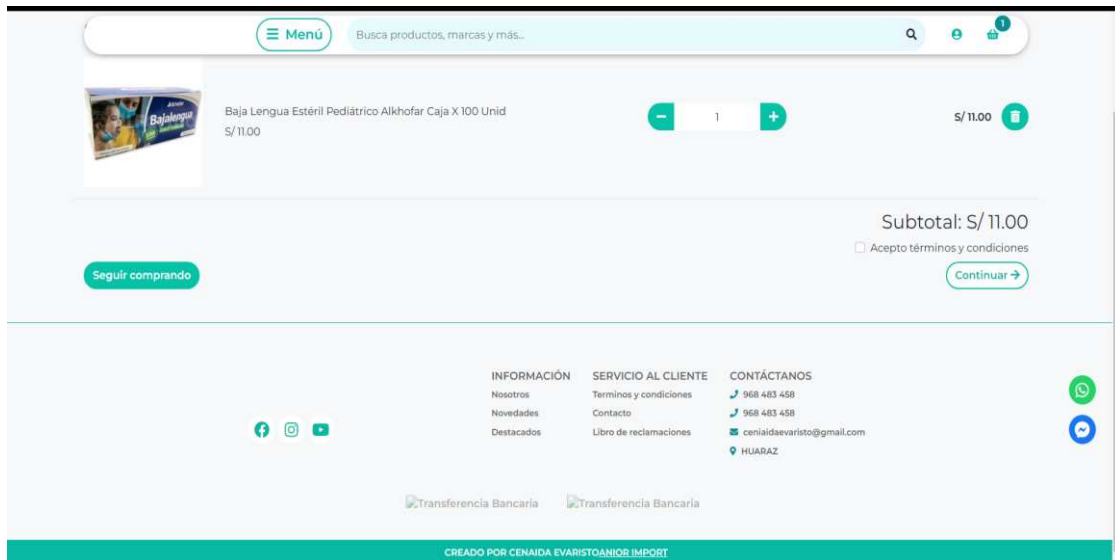 Menú
Busca productos, marcas y más...
1
Bajalengua
Baja Lengua Estéril Pediátrico Alkhofar Caja X 100 Unid
S/ 11.00
1
S/ 11.00
Subtotal: S/ 11.00
Acepto términos y condiciones
Seguir comprando
Continuar →
INFORMACIÓN
Nosotros
Novedades
Destacados
SERVICIO AL CLIENTE
Terminos y condiciones
Contacto
Libro de reclamaciones
CONTÁCTANOS
968 483 458
968 483 458
ceniaidaevaristo@gmail.com
HUARAZ
Transferencia Bancaria
Transferencia Bancaria
CREADO POR CENAIDA EVARISTOANIOR IMPORT